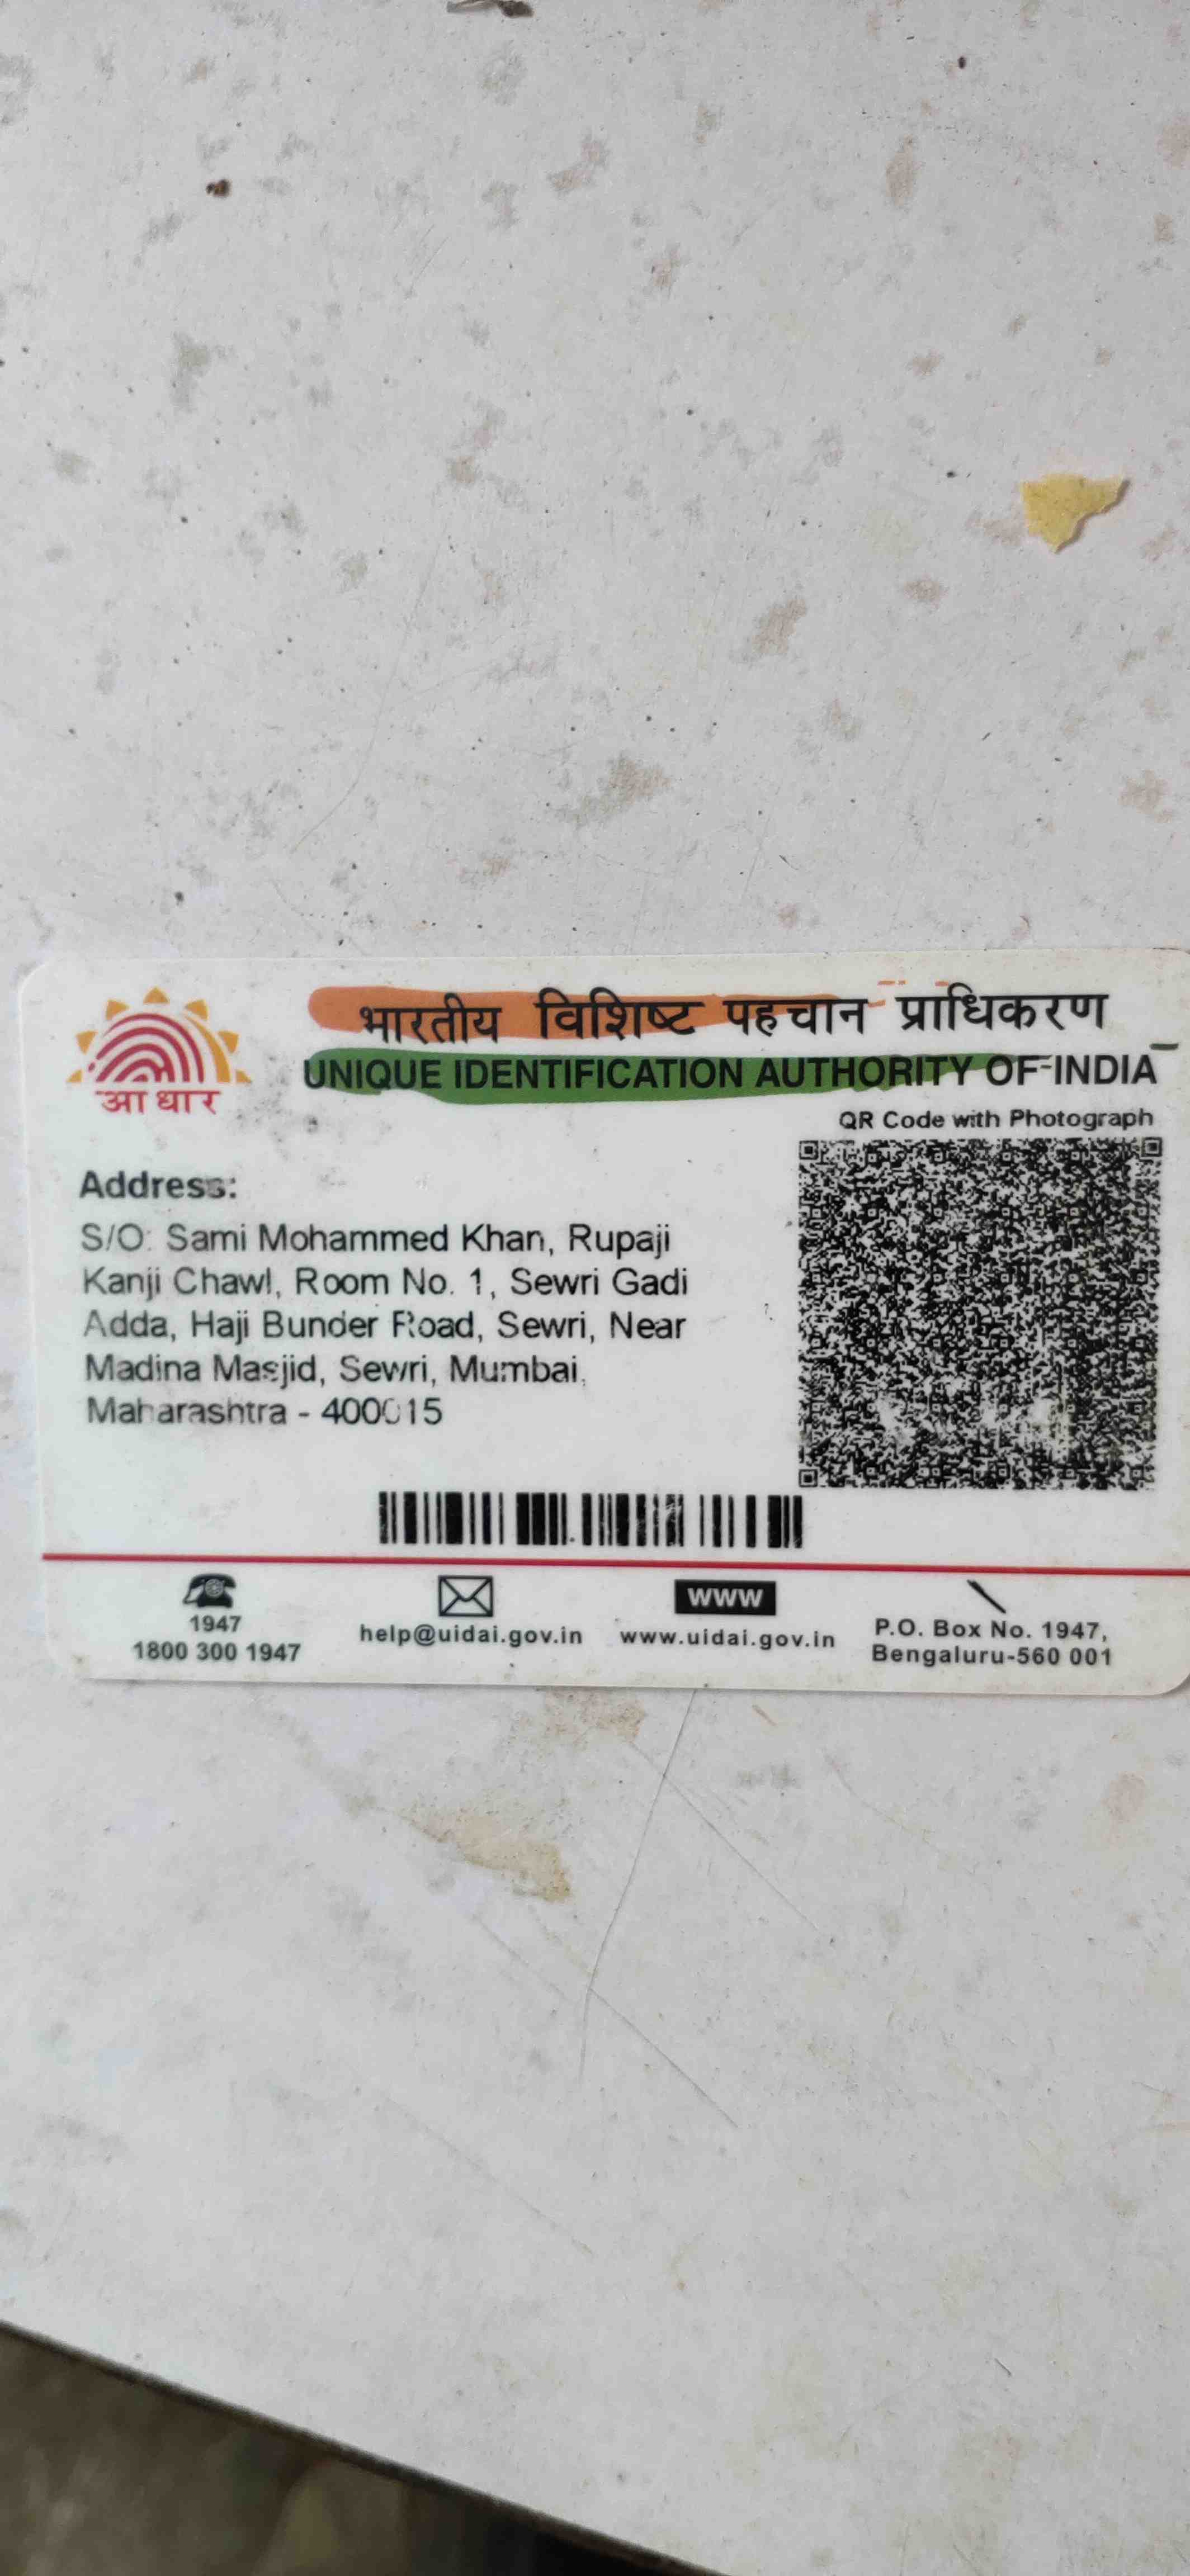 भारतीय विशिष्ट पहचान प्राधिकरण
UNIQUE IDENTIFICATION AUTHORITY OF INDIA
आधार
QR Code with Photograph
Address:
S/O: Sami Mohammed Khan, Rupaji
Kanji Chawl, Room No. 1, Sewri Gadi
Adda, Haji Bunder Road, Sewri, Near
Madina Masjid, Sewri, Mumbai,
Maharashtra - 400015
1947
1800 300 1947
help@uidai.gov.in
WWW
www.uidai.gov.in
P.O. Box No. 1947,
Bengaluru-560 001